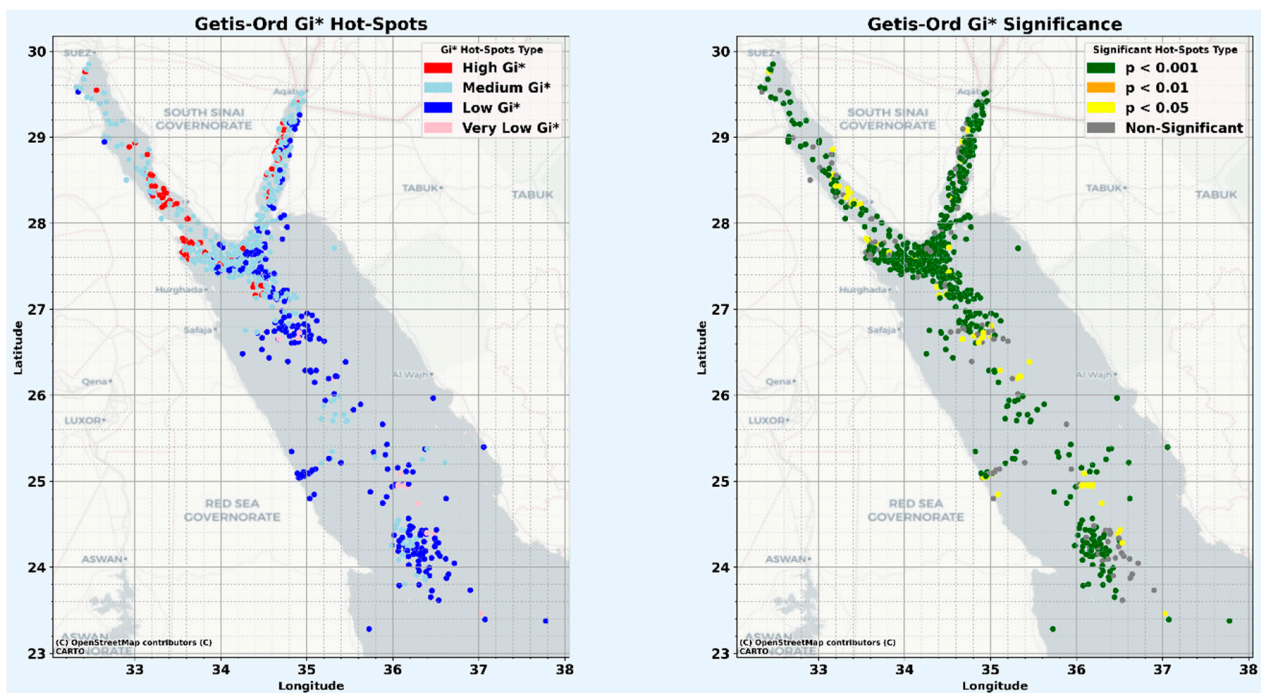 Getis-Ord Gi* Hot-Spots
30
29
28
27
26
25
24
23
Latitude
SUEZ
Aqaba
SOUTH SINAI
GOVERNORATE
TABUK
TABUK
Hurghada
Safaja
Qena
Al Wajh
LUXOR
RED SEA
GOVERNORATE
ASWAN
ASWAN
GOVERNORATE
Gi* Hot-Spots Type
High Gi*
Medium Gi*
Low Gi*
Very Low Gi*
(C) OpenStreetMap contributors (C)
CARTO
33 34 35 36 37 38
Longitude
Getis-Ord Gi* Significance
30
29
28
27
26
25
24
23
Latitude
SUEZ
Aqaba
SOUTH SINAI
GOVERNORATE
TABUK
TABUK
Hurghada
Safaja
Qena
Al Wajh
LUXOR
RED SEA
GOVERNORATE
ASWAN
ASWAN
GOVERNORATE
Significant Hot-Spots Type
p < 0.001
p < 0.01
p < 0.05
Non-Significant
(C) OpenStreetMap contributors (C)
CARTO
33 34 35 36 37 38
Longitude